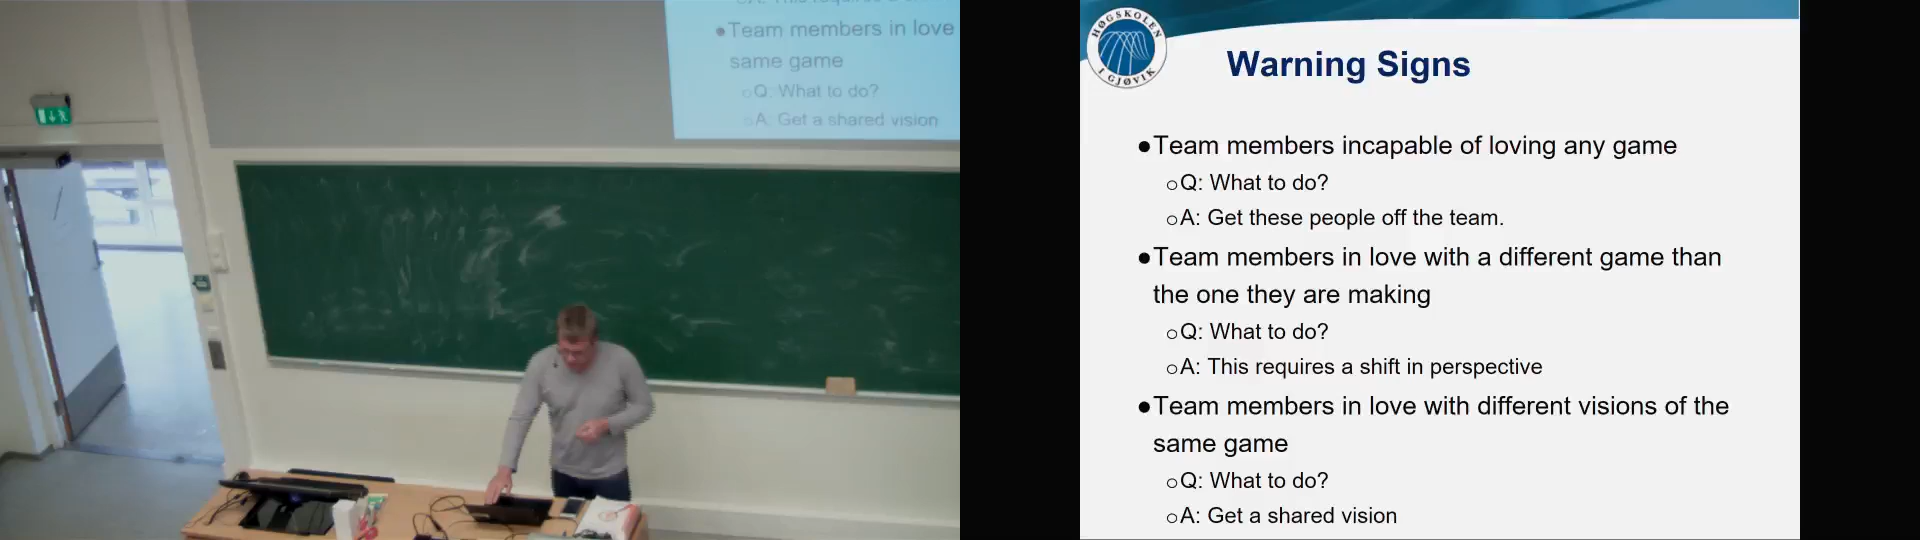 Team members in love
same game
Q: What to do?
A: Get a shared vision
HØGSKOLEN
I GJØVIK
Warning Signs
●Team members incapable of loving any game
○Q: What to do?
○A: Get these people off the team.
●Team members in love with a different game than
the one they are making
○Q: What to do?
○A: This requires a shift in perspective
●Team members in love with different visions of the
same game
○Q: What to do?
○A: Get a shared vision